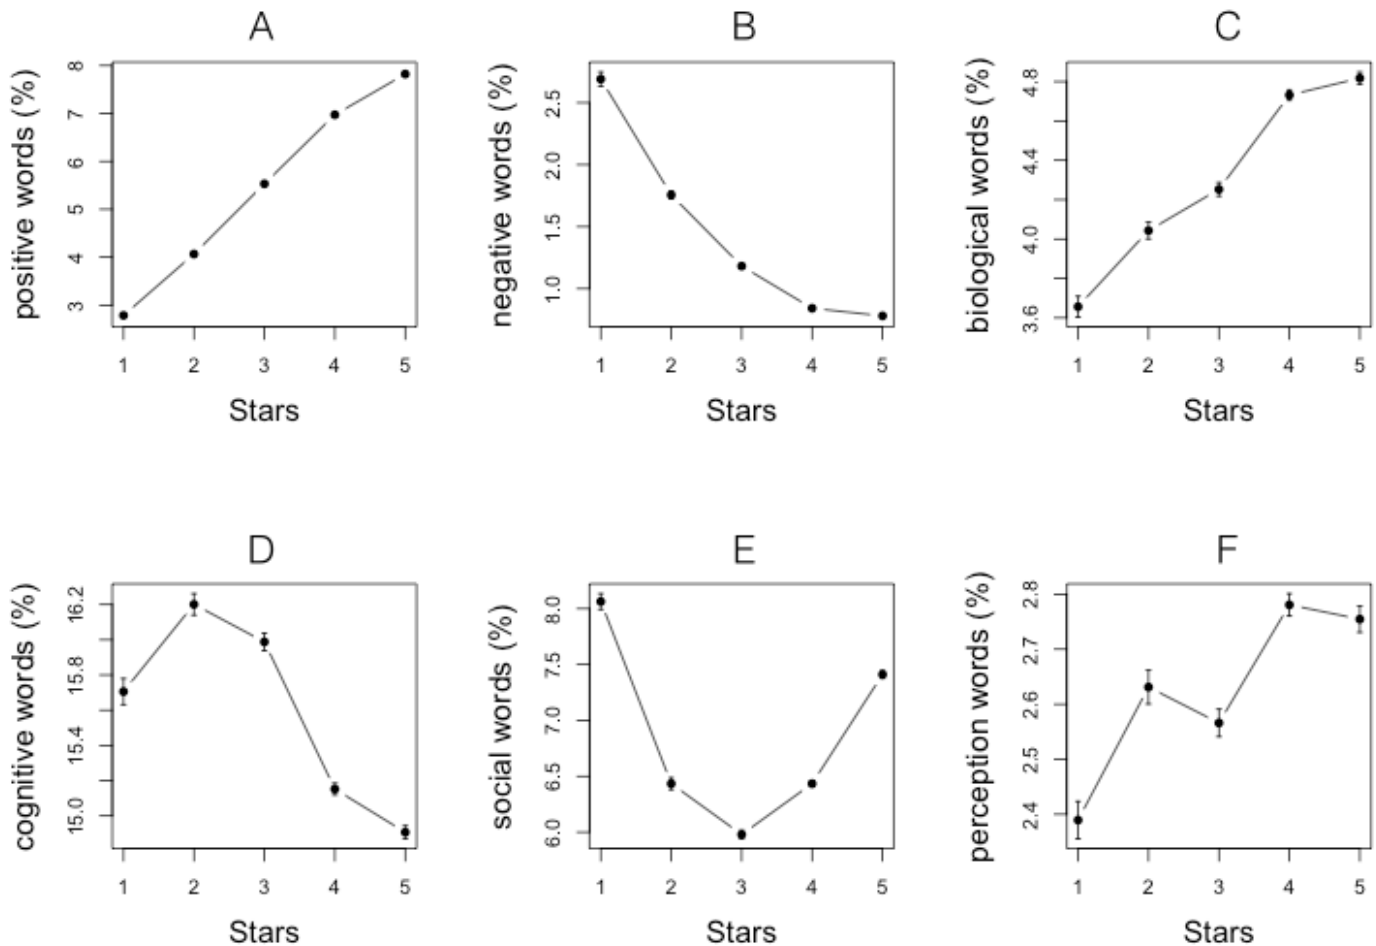 A
positive words (%)
8
7
6
5
4
3
1 2 3 4 5
Stars
B
negative words (%)
2.5
2.0
1.5
1.0
1 2 3 4 5
Stars
C
biological words (%)
4.8
4.4
4.0
3.6
1 2 3 4 5
Stars
D
cognitive words (%)
16.2
15.8
15.4
15.0
1 2 3 4 5
Stars
E
social words (%)
8.0
7.5
7.0
6.5
6.0
1 2 3 4 5
Stars
F
perception words (%)
2.8
2.7
2.6
2.5
2.4
1 2 3 4 5
Stars